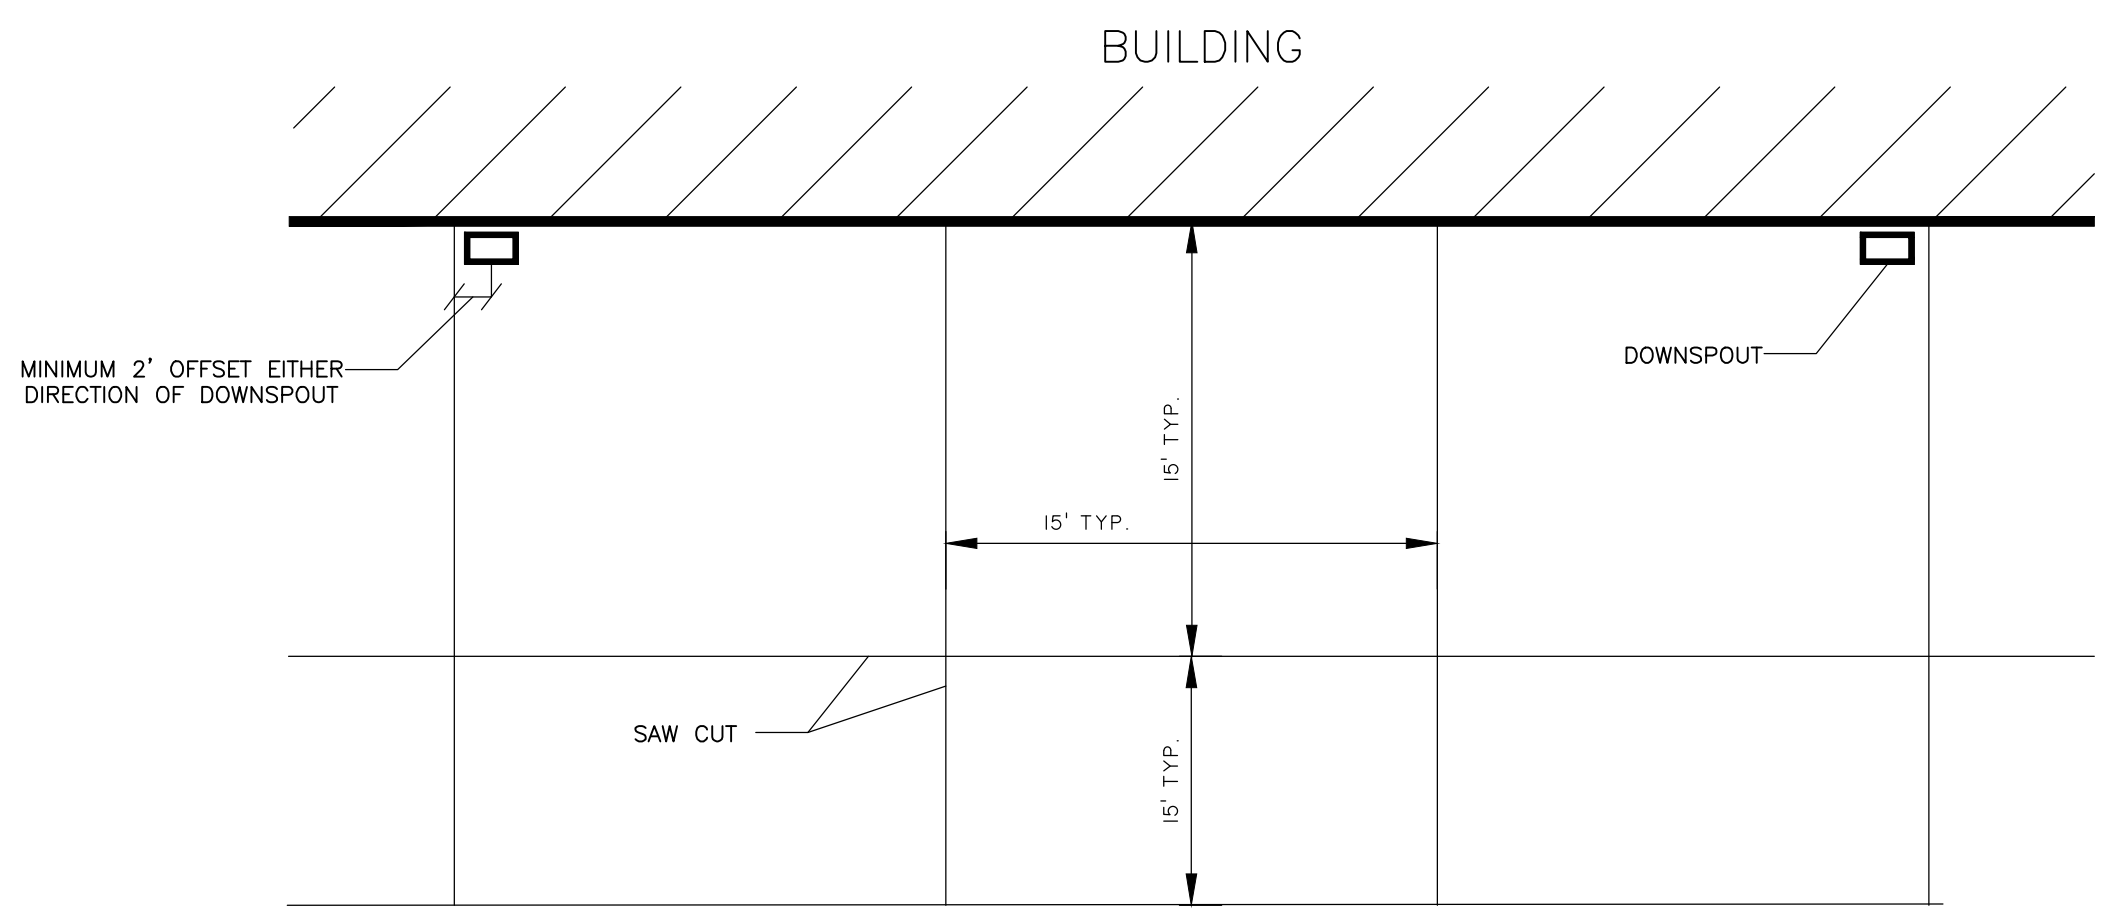 BUILDING
MINIMUM 2' OFFSET EITHER
DIRECTION OF DOWNSPOUT
DOWNSPOUT
15' TYP.
15' TYP.
SAW CUT
15' TYP.